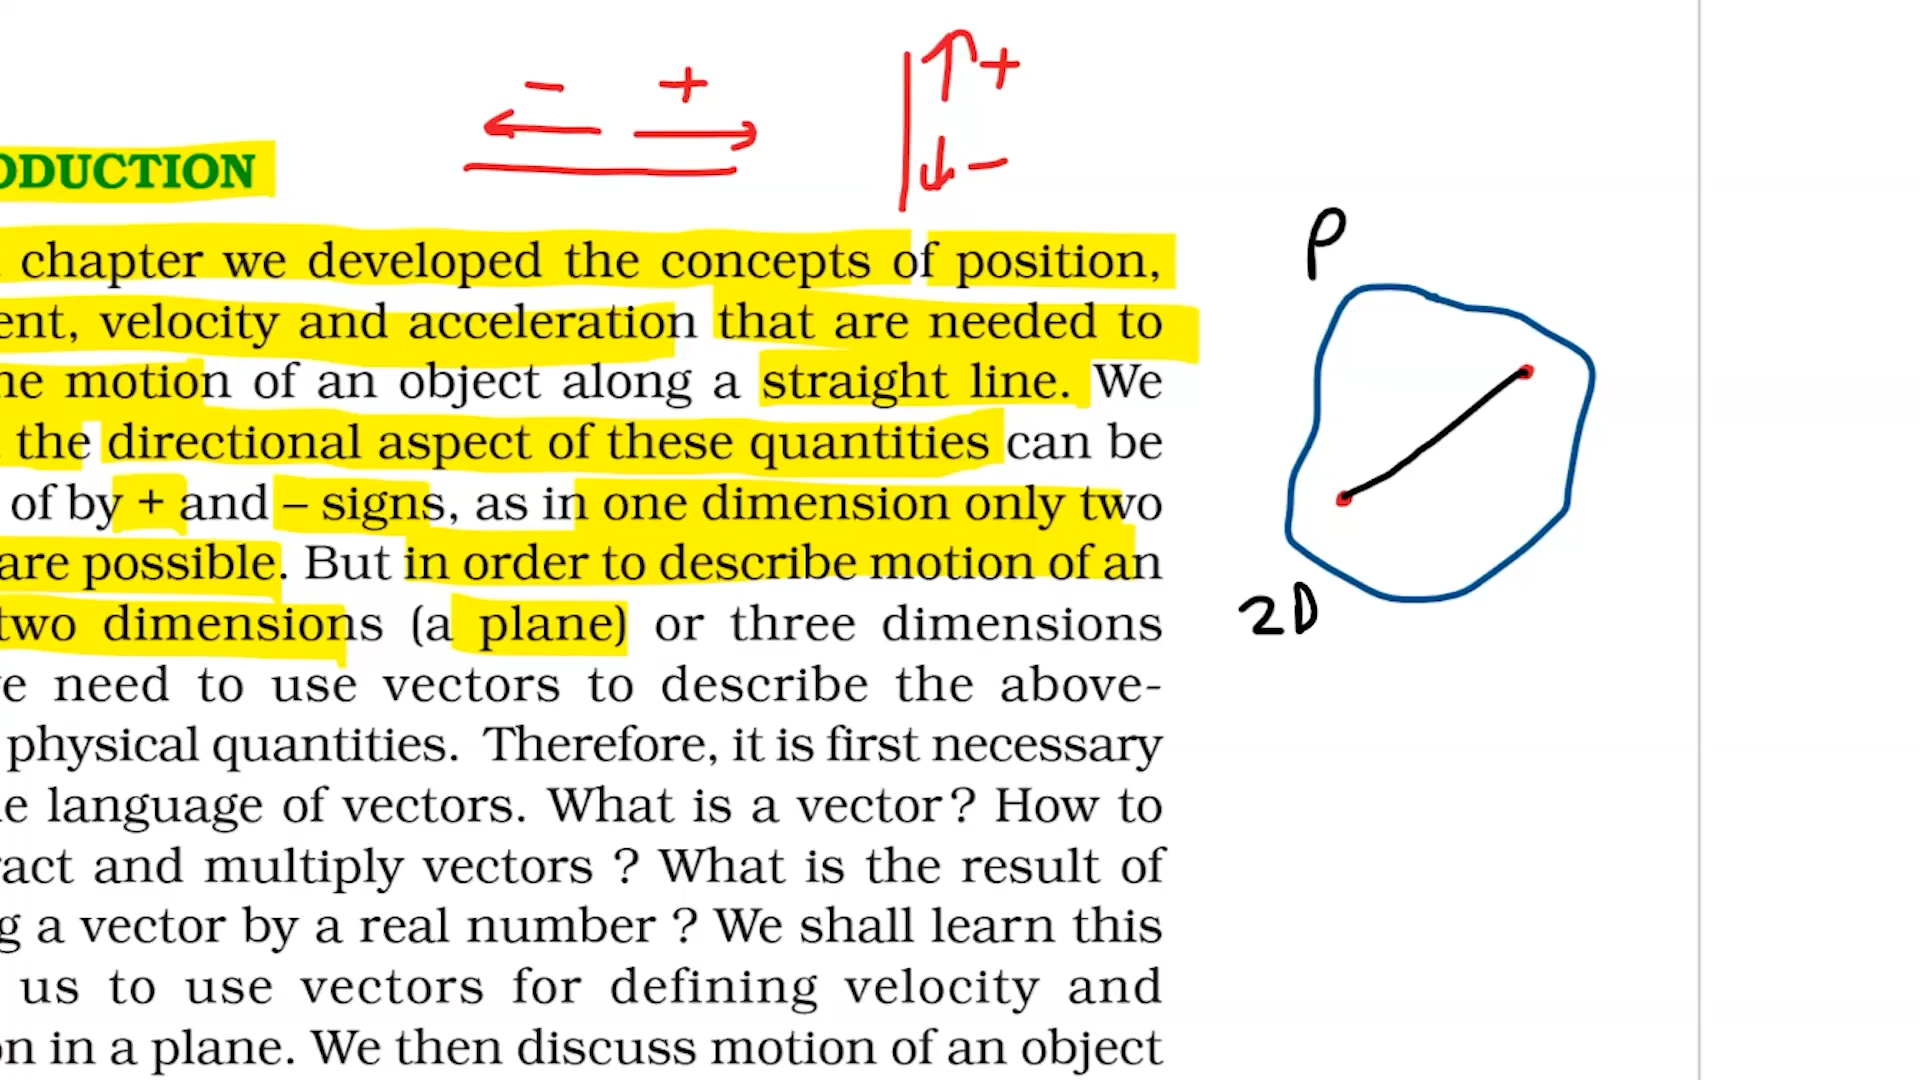 - + ↑ +
↓ -
ODUCTION
P
chapter we developed the concepts of position,
ent, velocity and acceleration that are needed to
he motion of an object along a straight line. We
the directional aspect of these quantities can be
of by + and – signs, as in one dimension only two
are possible. But in order to describe motion of an
two dimensions (a plane) or three dimensions
2D
e need to use vectors to describe the above-
physical quantities. Therefore, it is first necessary
e language of vectors. What is a vector? How to
ract and multiply vectors ? What is the result of
g a vector by a real number ? We shall learn this
us to use vectors for defining velocity and
on in a plane. We then discuss motion of an object